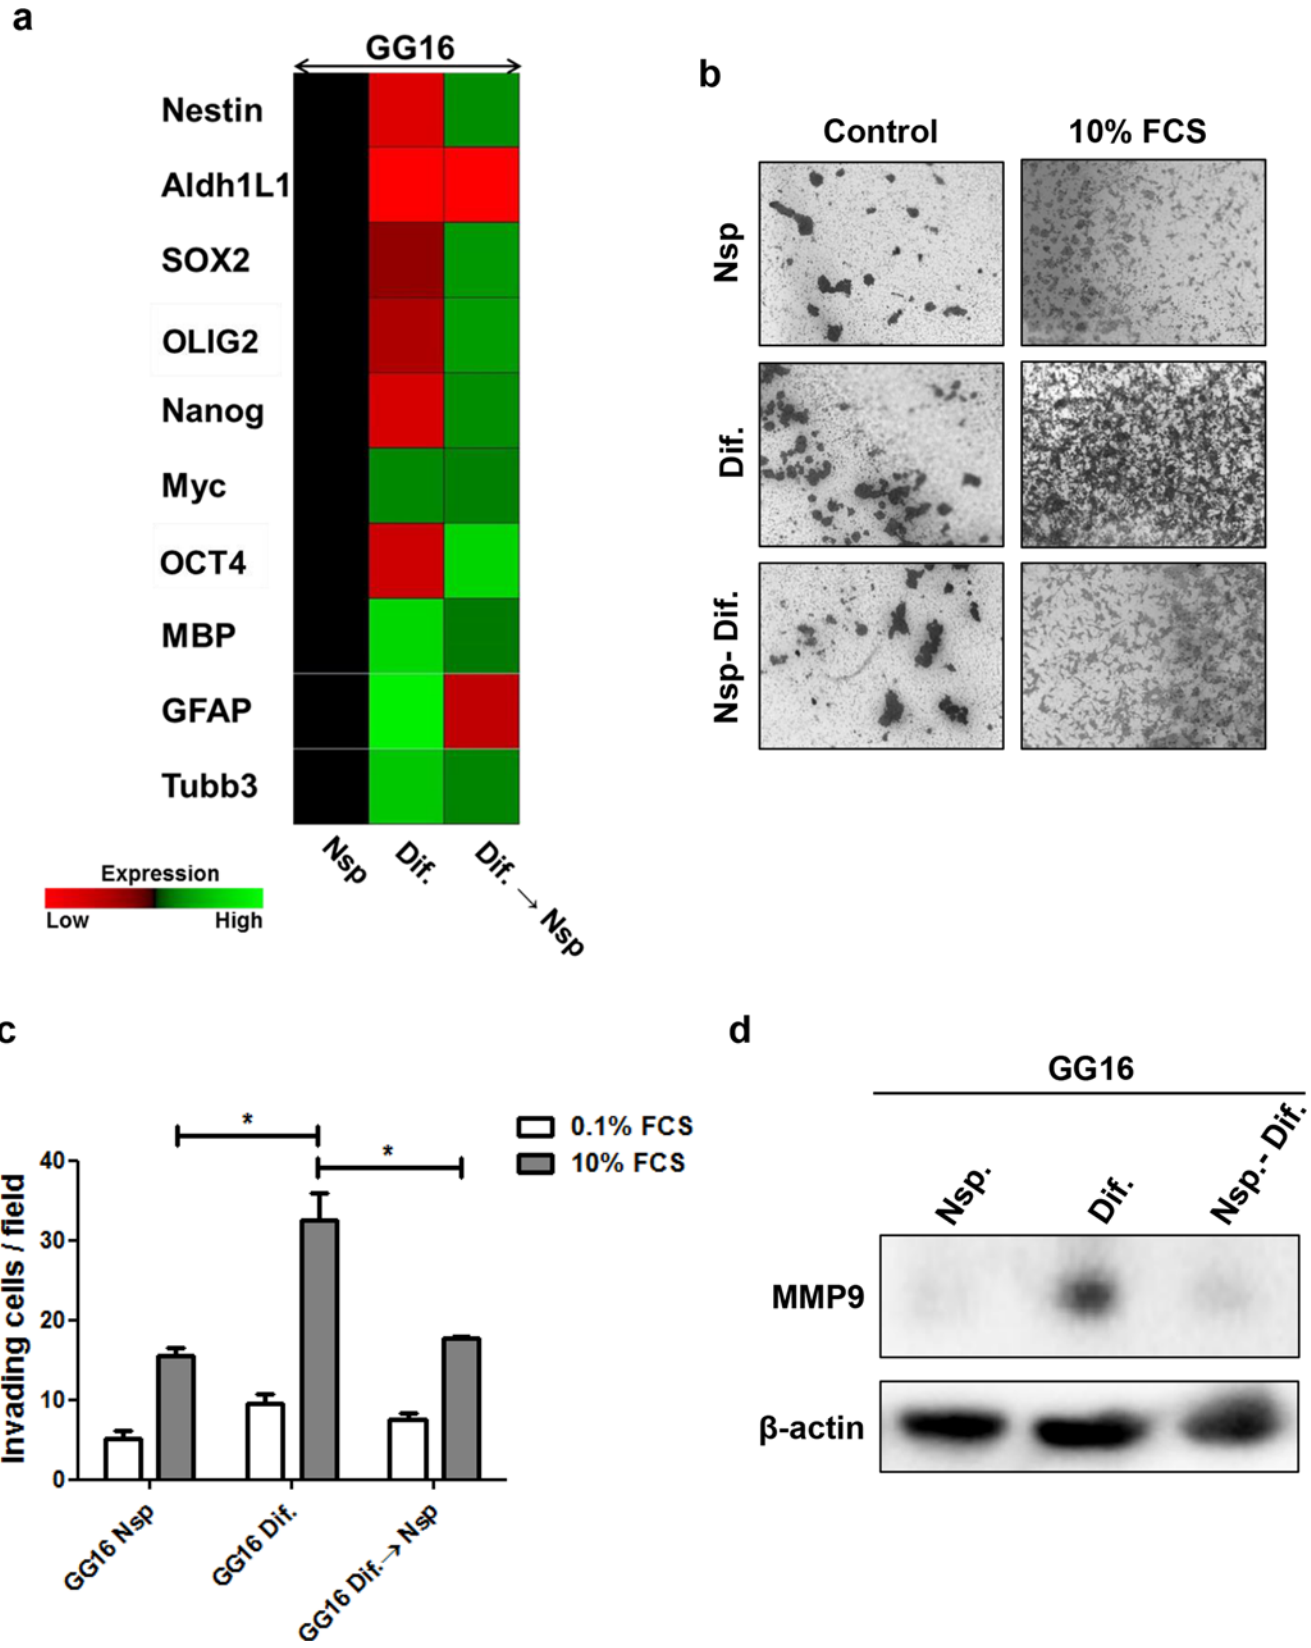 a
GG16
Nestin
Aldh1L1
SOX2
OLIG2
Nanog
Myc
OCT4
MBP
GFAP
Tubb3
Nsp
Dif.
Dif. → Nsp
Expression
Low
High
b
Control
10% FCS
Nsp
Dif.
Nsp- Dif.
c
*
*
0.1% FCS
10% FCS
Invading cells / field
40
30
20
10
0
GG16 Nsp
GG16 Dif.
GG16 Dif.→ Nsp
d
GG16
Nsp.
Dif.
Nsp.- Dif.
MMP9
β-actin